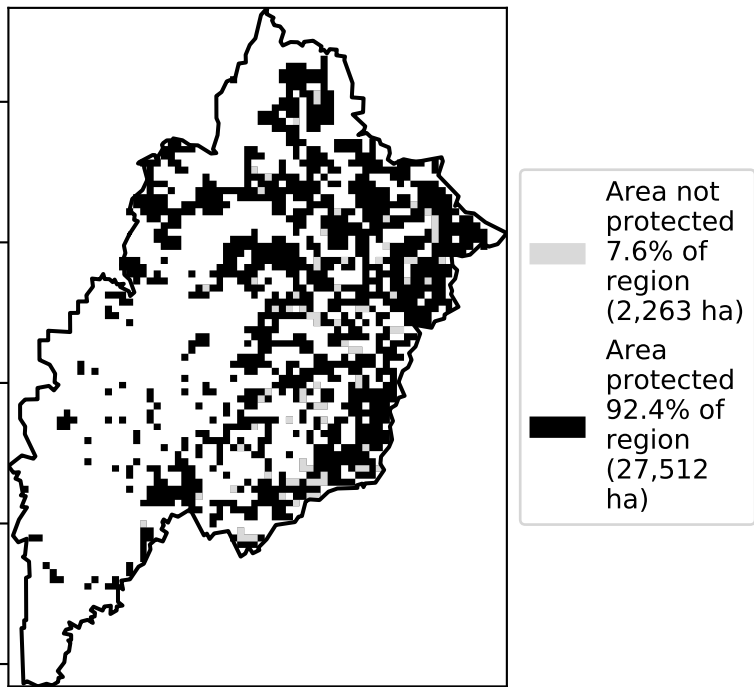 Area not
protected
7.6% of
region
(2,263 ha)
Area
protected
92.4% of
region
(27,512
ha)